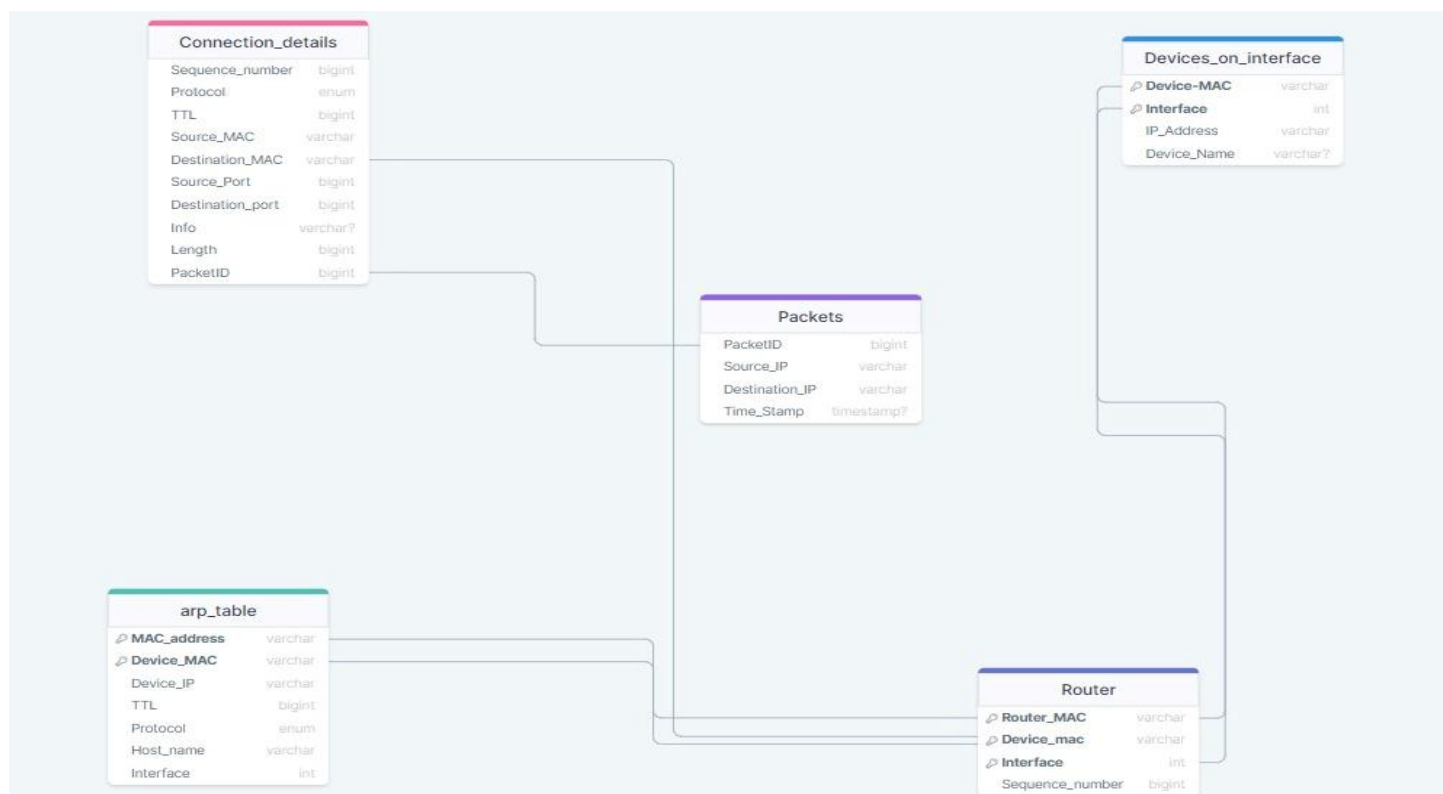 Connection_details
Sequence_number bigint
Protocol enum
TTL bigint
Source_MAC varchar
Destination_MAC varchar
Source_Port bigint
Destination_port bigint
Info varchar?
Length bigint
PacketID bigint
Devices_on_interface
Device-MAC varchar
Interface int
IP_Address varchar
Device_Name varchar?
Packets
PacketID bigint
Source_IP varchar
Destination_IP varchar
Time_Stamp timestamp?
arp_table
MAC_address varchar
Device_MAC varchar
Device_IP varchar
TTL bigint
Protocol enum
Host_name varchar
Interface int
Router
Router_MAC varchar
Device_mac varchar
Interface int
Sequence_number bigint